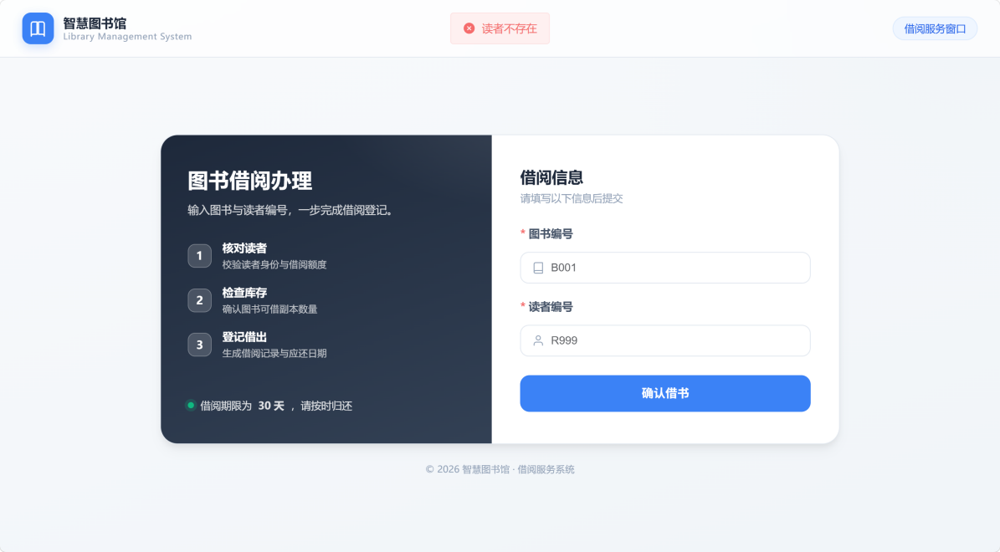 智慧图书馆
Library Management System
读者不存在
借阅服务窗口
图书借阅办理
输入图书与读者编号，一步完成借阅登记。
1
核对读者
校验读者身份与借阅额度
2
检查库存
确认图书可借副本数量
3
登记借出
生成借阅记录与应还日期
借阅期限为 30 天 ，请按时归还
借阅信息
请填写以下信息后提交
* 图书编号
B001
* 读者编号
R999
确认借书
© 2026 智慧图书馆 · 借阅服务系统